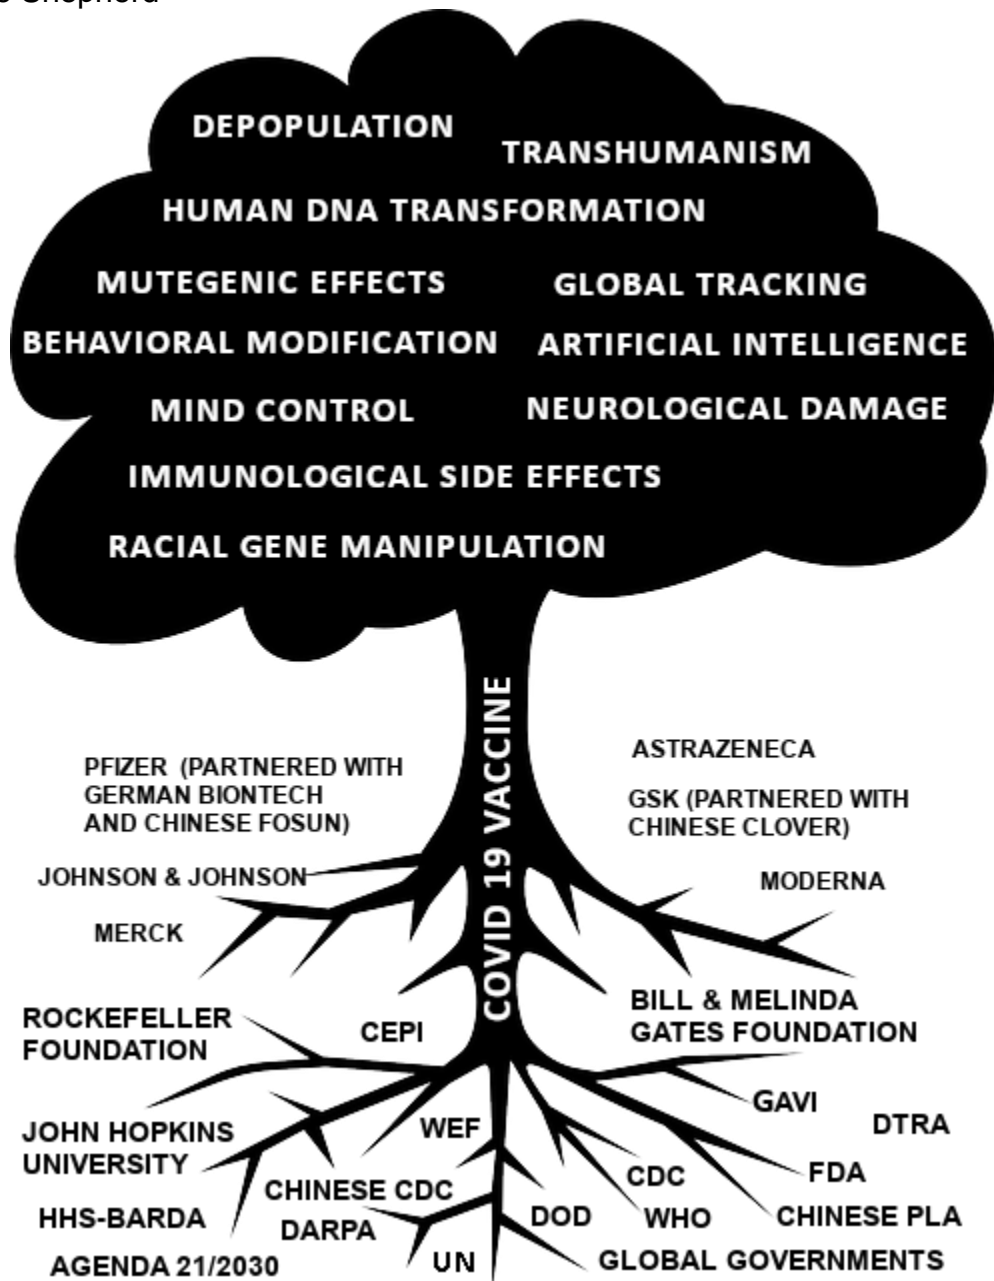 Shepherd
DEPOPULATION
TRANSHUMANISM
HUMAN DNA TRANSFORMATION
MUTEGENIC EFFECTS
GLOBAL TRACKING
BEHAVIORAL MODIFICATION
ARTIFICIAL INTELLIGENCE
MIND CONTROL
NEUROLOGICAL DAMAGE
IMMUNOLOGICAL SIDE EFFECTS
RACIAL GENE MANIPULATION
COVID 19 VACCINE
PFIZER (PARTNERED WITH
GERMAN BIONTECH
AND CHINESE FOSUN)
ASTRAZENECA
GSK (PARTNERED WITH
CHINESE CLOVER)
JOHNSON & JOHNSON
MODERNA
MERCK
ROCKEFELLER
FOUNDATION
CEPI
BILL & MELINDA
GATES FOUNDATION
GAVI
DTRA
JOHN HOPKINS
UNIVERSITY
WEF
FDA
CDC
CHINESE CDC
HHS-BARDA
DARPA
DOD
WHO
CHINESE PLA
AGENDA 21/2030
UN
GLOBAL GOVERNMENTS